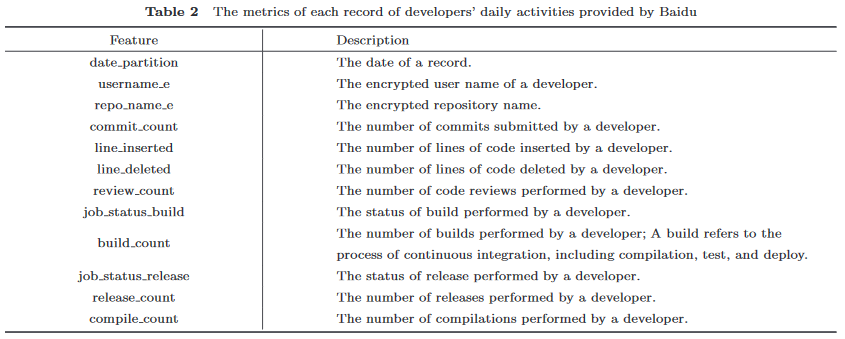 Table 2 The metrics of each record of developers' daily activities provided by Baidu
Feature Description
date_partition The date of a record.
username_e The encrypted user name of a developer.
repo_name_e The encrypted repository name.
commit_count The number of commits submitted by a developer.
line_inserted The number of lines of code inserted by a developer.
line_deleted The number of lines of code deleted by a developer.
review_count The number of code reviews performed by a developer.
job_status_build The status of build performed by a developer.
build_count The number of builds performed by a developer; A build refers to the
process of continuous integration, including compilation, test, and deploy.
job_status_release The status of release performed by a developer.
release_count The number of releases performed by a developer.
compile_count The number of compilations performed by a developer.